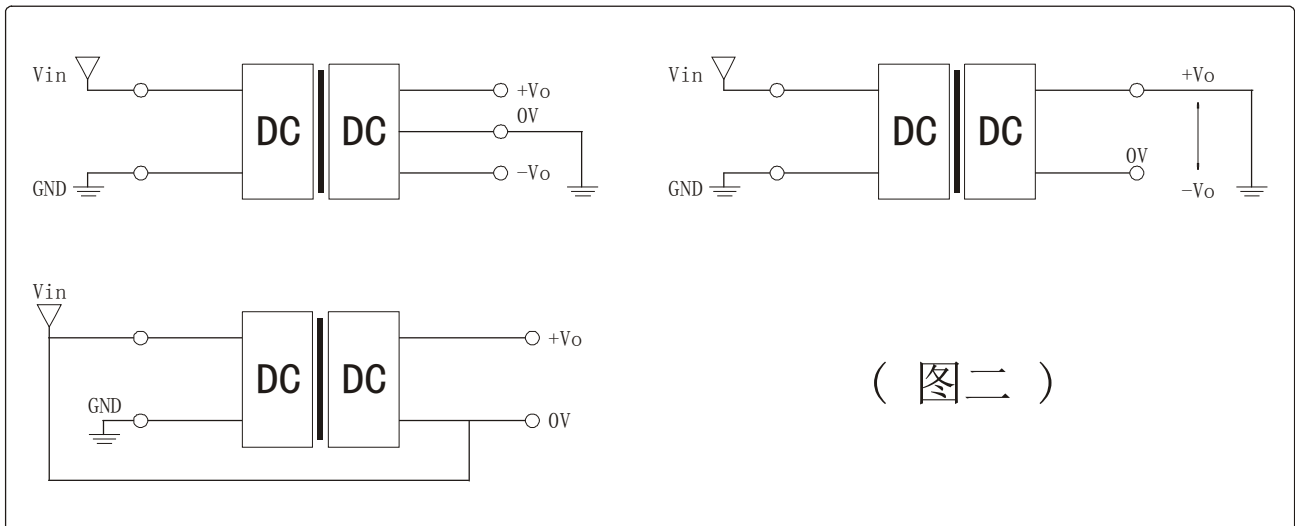 Vin
DC
DC
+Vo
0V
-Vo
GND
Vin
DC
DC
+Vo
0V
-Vo
GND
Vin
DC
DC
+Vo
GND
0V
( 图二 )